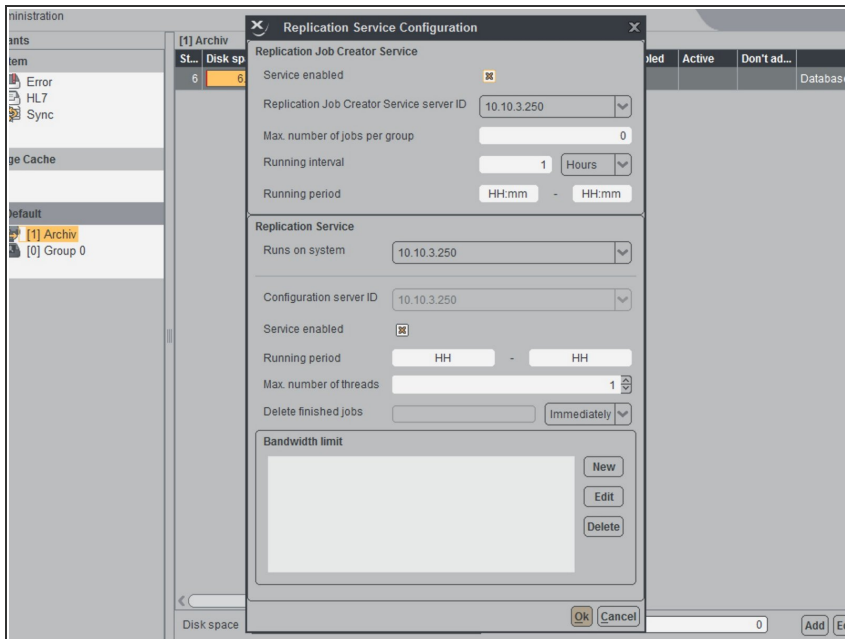 ministration
ants
[1] Archiv
tem
St... Disk sp
6 6
Error
HL7
Sync
ge Cache
Default
[1] Archiv
[0] Group 0
Replication Service Configuration X
Replication Job Creator Service
Service enabled
Replication Job Creator Service server ID 10.10.3.250
Max. number of jobs per group 0
Running interval 1 Hours
Running period HH:mm - HH:mm
Replication Service
Runs on system 10.10.3.250
Configuration server ID 10.10.3.250
Service enabled
Running period HH - HH
Max. number of threads 1
Delete finished jobs Immediately
Bandwidth limit
New
Edit
Delete
Ok Cancel
bled Active Don't ad...
Databas
Disk space 0 Add E